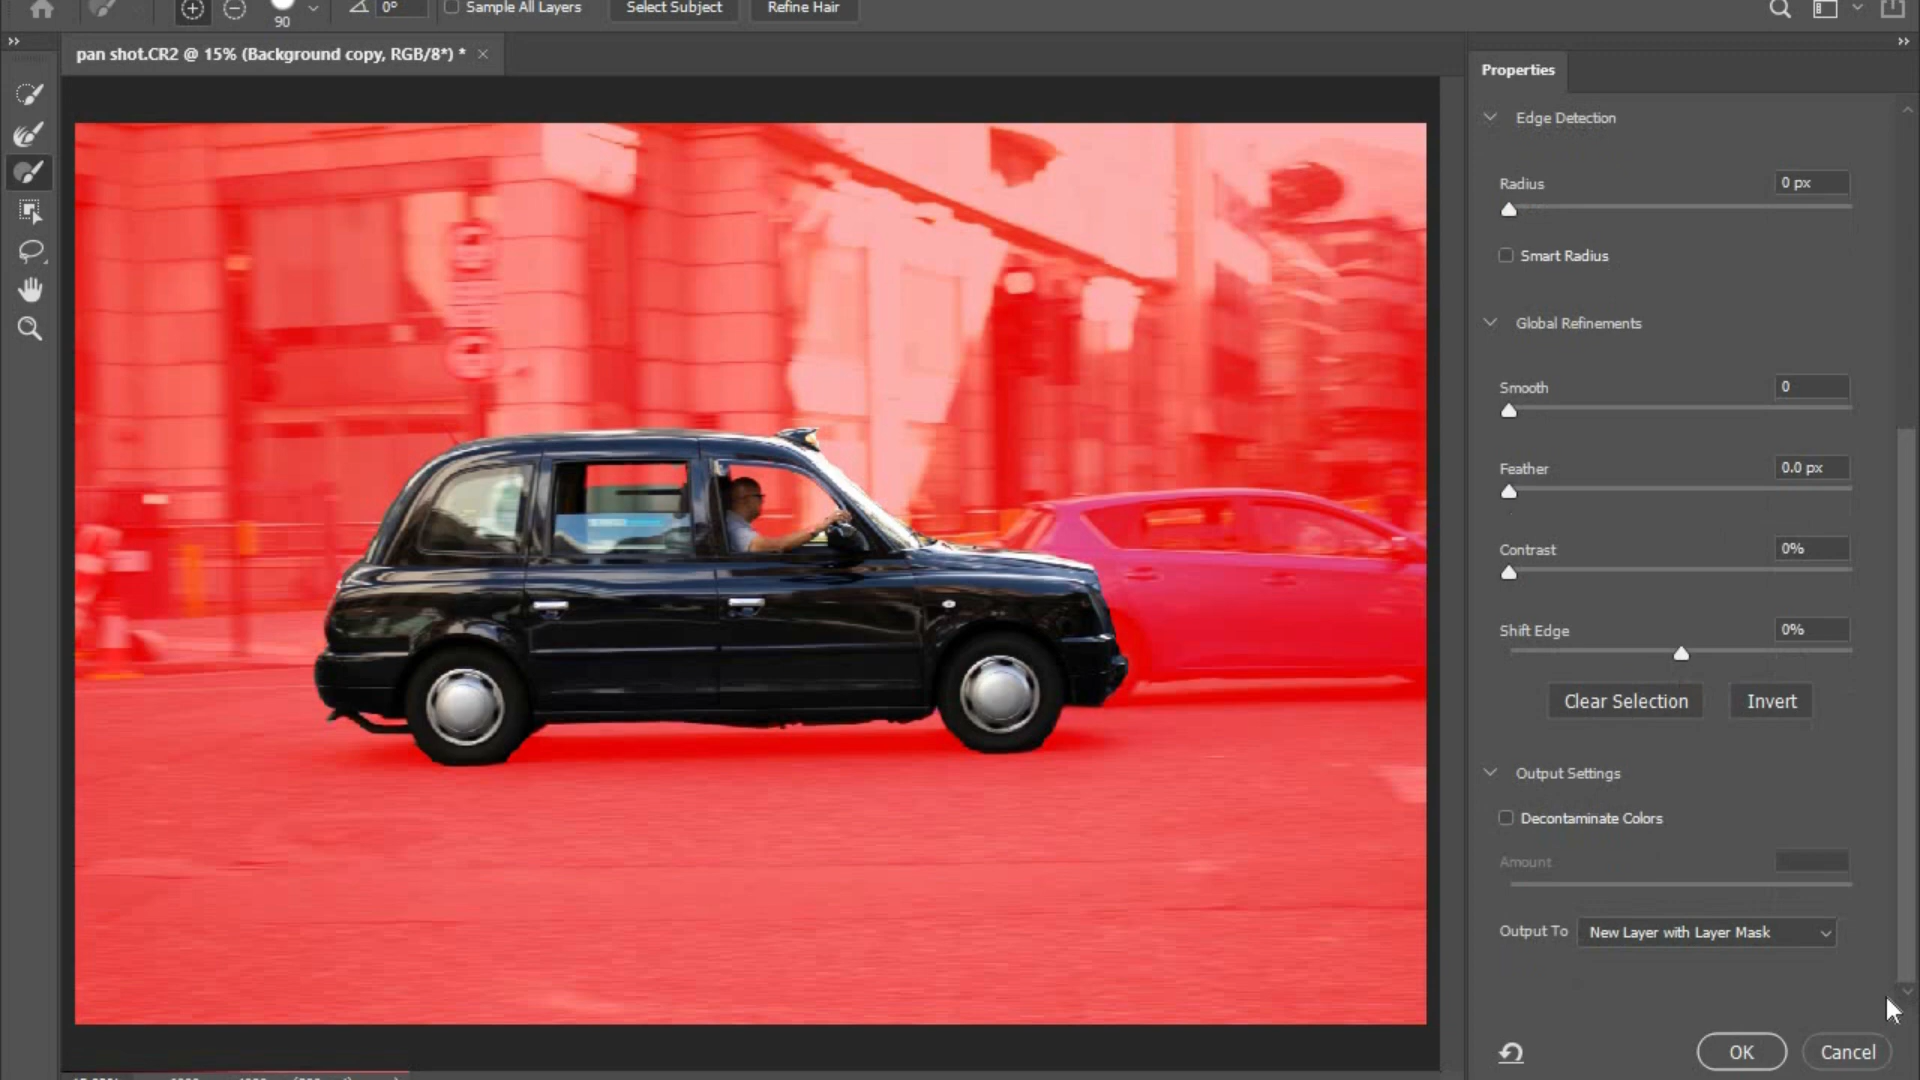 0° Sample All Layers Select Subject Refine Hair
90
pan shot.CR2 @ 15% (Background copy, RGB/8*) *
Properties
Edge Detection
Radius 0 px
Smart Radius
Global Refinements
Smooth 0
Feather 0.0 px
Contrast 0%
Shift Edge 0%
Clear Selection Invert
Output Settings
Decontaminate Colors
Amount
Output To New Layer with Layer Mask
OK Cancel